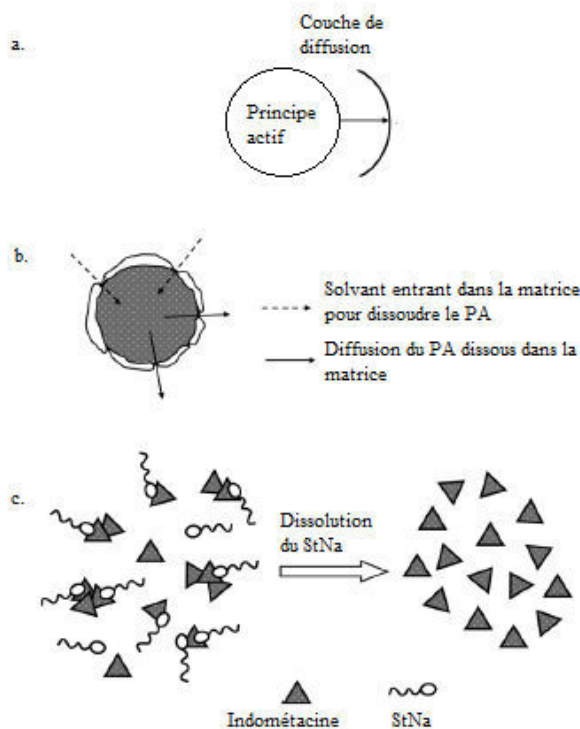 a.
Couche de
diffusion
Principe
actif
b.
Solvant entrant dans la matrice
pour dissoudre le PA
Diffusion du PA dissous dans la
matrice
c.
Dissolution
du StNa
Indométacine
StNa